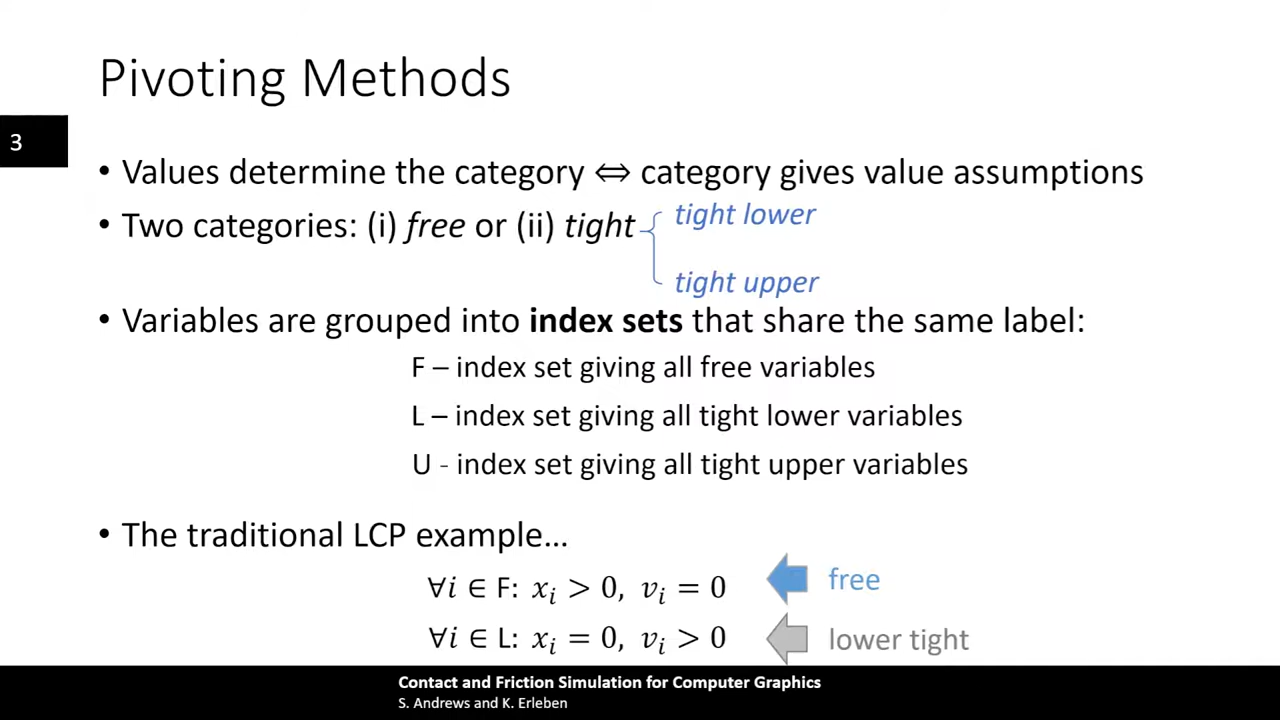 Pivoting Methods
3
• Values determine the category ⇔ category gives value assumptions
• Two categories: (i) free or (ii) tight
tight lower
tight upper
• Variables are grouped into index sets that share the same label:
F – index set giving all free variables
L – index set giving all tight lower variables
U - index set giving all tight upper variables
• The traditional LCP example…
∀i ∈ F: xᵢ > 0, vᵢ = 0
free
∀i ∈ L: xᵢ = 0, vᵢ > 0
lower tight
Contact and Friction Simulation for Computer Graphics
S. Andrews and K. Erleben